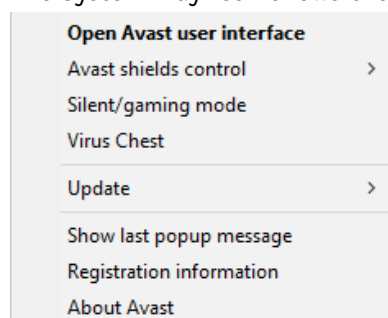 Open Avast user interface
Avast shields control
Silent/gaming mode
Virus Chest
Update
Show last popup message
Registration information
About Avast